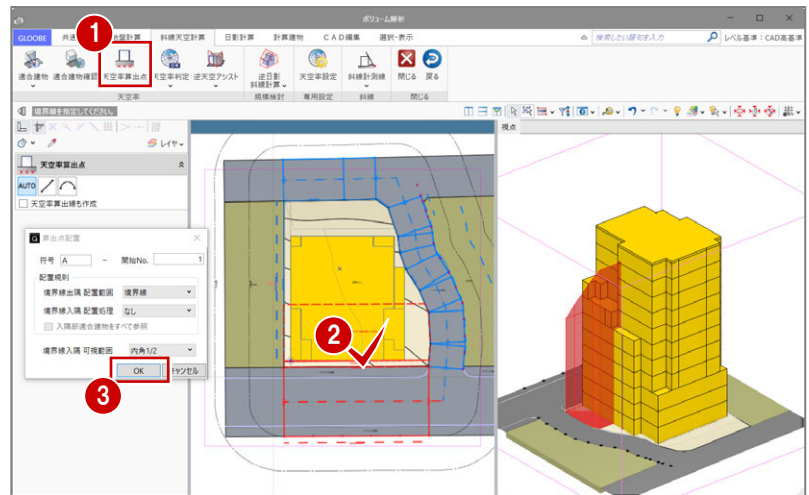 ボリューム解析
GLOOBE 斜線天空計算 日影計算 計算建物 CAD編集 選択・表示 検索したい語句を入力 レベル基準：CAD高基準
1
適合建物 適合建物確認 天空率算出点 天空率判定 逆天空アシスト 逆日影斜線計算 天空率設定 斜線計測線 閉じる 戻る
天空率 規模検討 専用設定 斜線 閉じる
境界線を指定してください。
レイヤ
視点
天空率算出点
AUTO
天空率算出線も作成
算出点配置
符号 A - 開始No. 1
配置規則
境界線出隅 配置範囲 境界線
境界線入隅 配置処理 なし
入隅部適合建物をすべて参照
境界線入隅 可視範囲 内角1/2
OK キャンセル
2
3